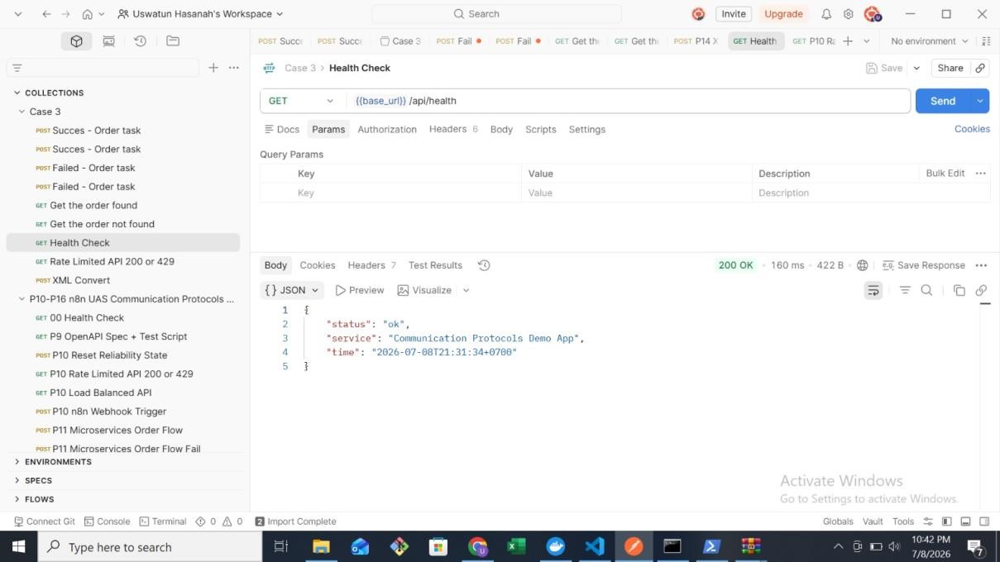 Uswatun Hasanah's Workspace
Search
Invite
Upgrade
POST Succe
POST Succe
Case 3
POST Fail
POST Fail
GET Get the
GET Get the
POST P14 X
GET Health
GET P10 Ra
No environment
Case 3 > Health Check
Save
Share
COLLECTIONS
Case 3
POST Succes - Order task
POST Succes - Order task
POST Failed - Order task
POST Failed - Order task
GET Get the order found
GET Get the order not found
GET Health Check
GET Rate Limited API 200 or 429
POST XML Convert
P10-P16 n8n UAS Communication Protocols ...
GET 00 Health Check
GET P9 OpenAPI Spec + Test Script
POST P10 Reset Reliability State
GET P10 Rate Limited API 200 or 429
GET P10 Load Balanced API
POST P10 n8n Webhook Trigger
POST P11 Microservices Order Flow
POST P11 Microservices Order Flow Fail
ENVIRONMENTS
SPECS
FLOWS
GET
{{base_url}} /api/health
Send
Docs Params Authorization Headers 6 Body Scripts Settings
Cookies
Query Params
Key Value Description Bulk Edit
Key Value Description
Body Cookies Headers 7 Test Results
200 OK • 160 ms • 422 B
e.g. Save Response
{} JSON
Preview
Visualize
1 {
2 "status": "ok",
3 "service": "Communication Protocols Demo App",
4 "time": "2026-07-08T21:31:34+0700"
5 }
Activate Windows
Go to Settings to activate Windows.
Connect Git
Console
Terminal
0
0
2 Import Complete
Globals
Vault
Tools
Type here to search
10:42 PM
7/8/2026
7